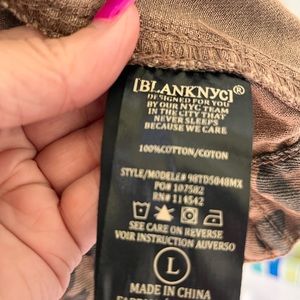 [BLANKNYC]®
DESIGNED FOR YOU
BY OUR NYC TEAM
IN THE CITY THAT
NEVER SLEEPS
BECAUSE WE CARE
100%COTTON/COTON
STYLE/MODELE# 98TD5048MX
PO# 107582
RN# 114542
SEE CARE ON REVERSE
VOIR INSTRUCTION AUVERSO
L
MADE IN CHINA